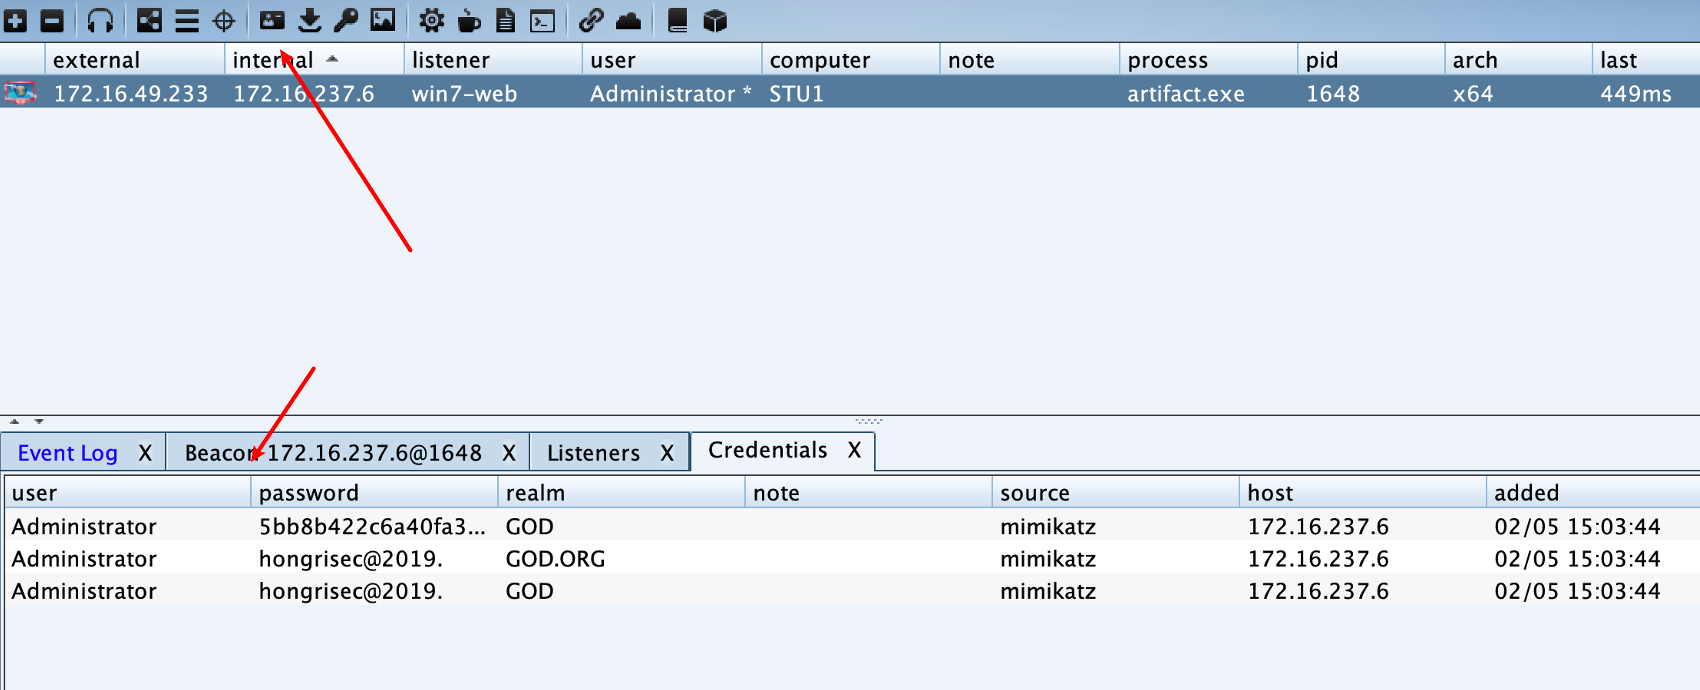 external internal listener user computer note process pid arch last
172.16.49.233 172.16.237.6 win7-web Administrator * STU1 artifact.exe 1648 x64 449ms
Event Log X Beacon 172.16.237.6@1648 X Listeners X Credentials X
user password realm note source host added
Administrator 5bb8b422c6a40fa3... GOD mimikatz 172.16.237.6 02/05 15:03:44
Administrator hongrisec@2019. GOD.ORG mimikatz 172.16.237.6 02/05 15:03:44
Administrator hongrisec@2019. GOD mimikatz 172.16.237.6 02/05 15:03:44